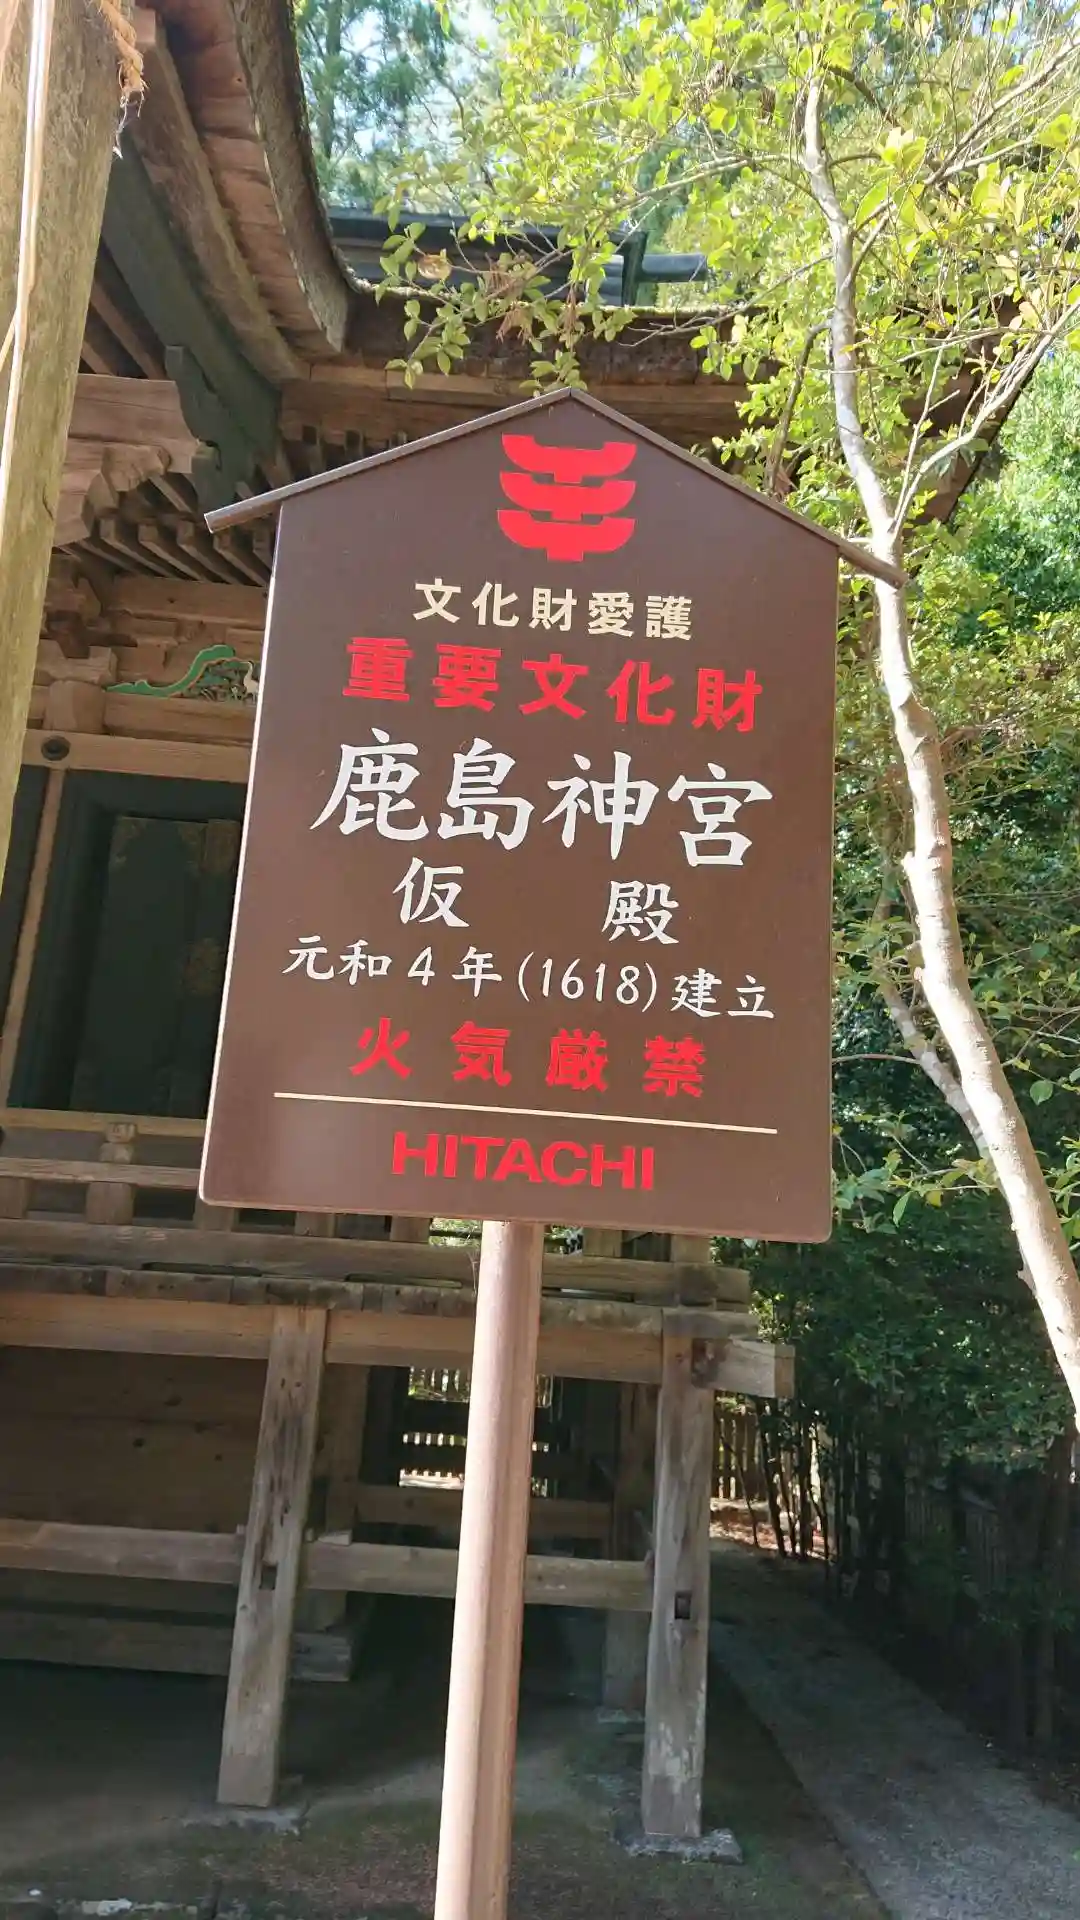 文化財愛護
重要文化財
鹿島神宮
仮殿
元和4年(1618)建立
火気厳禁
HITACHI